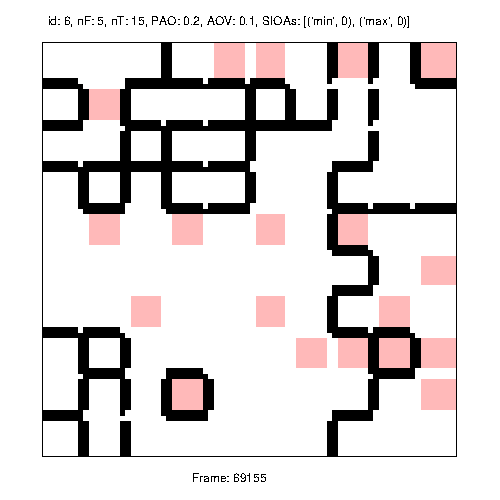 id: 6, nF: 5, nT: 15, PAO: 0.2, AOV: 0.1, SIOAs: [('min', 0), ('max', 0)]
Frame: 69155